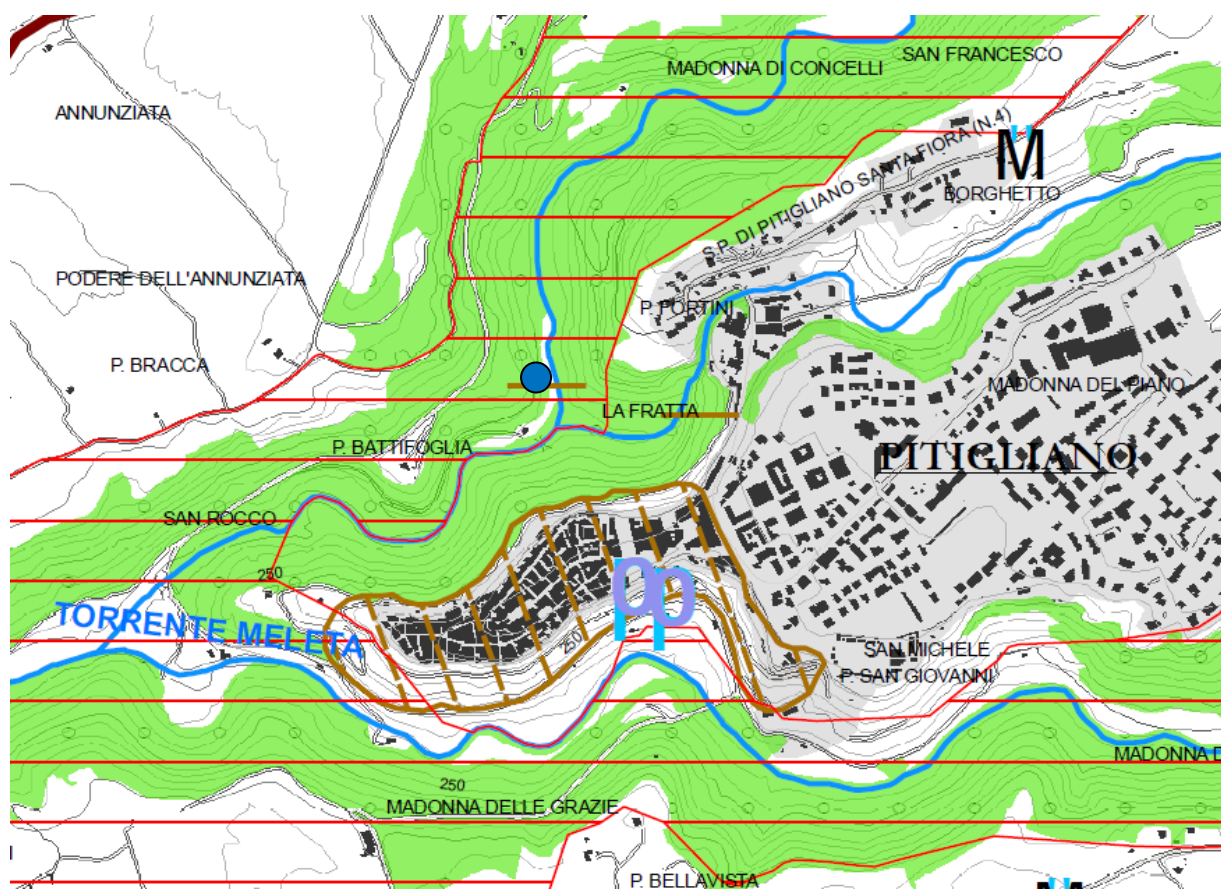 SAN FRANCESCO
MADONNA DI CONCELLI
ANNUNZIATA
S.P. DI PITIGLIANO SANTA FIORA (N.4)
M
BORGHETTO
PODERE DELL'ANNUNZIATA
P. PORTINI
P. BRACCA
MADONNA DEL PIANO
LA FRATTA
P. BATTIFOGLIA
PITIGLIANO
SAN ROCCO
250
TORRENTE MELETA
250
SAN MICHELE
P. SAN GIOVANNI
MADONNA D
250
MADONNA DELLE GRAZIE
P. BELLAVISTA